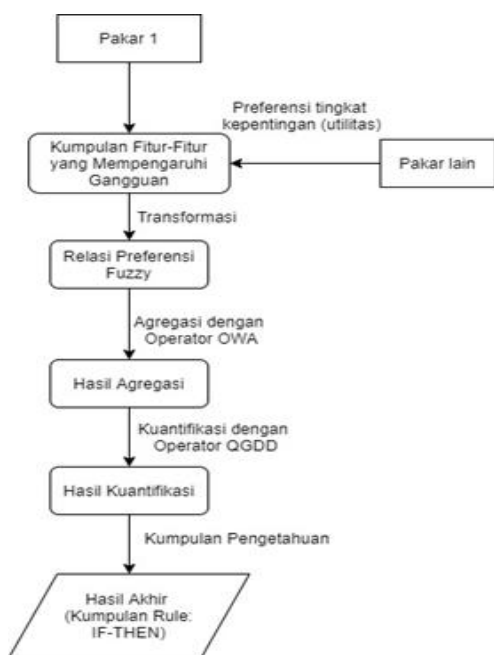 Pakar 1
Preferensi tingkat
kepentingan (utilitas)
Kumpulan Fitur-Fitur
yang Mempengaruhi
Gangguan
Pakar lain
Transformasi
Relasi Preferensi
Fuzzy
Agregasi dengan
Operator OWA
Hasil Agregasi
Kuantifikasi dengan
Operator QGDD
Hasil Kuantifikasi
Kumpulan Pengetahuan
Hasil Akhir
(Kumpulan Rule:
IF-THEN)